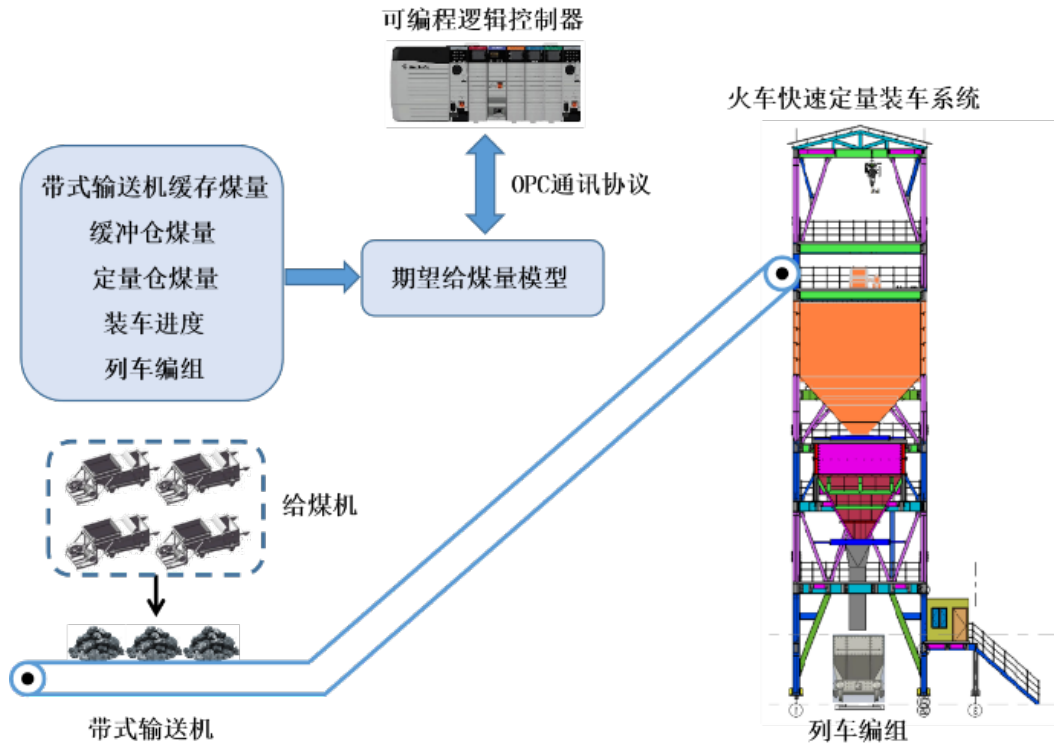 可编程逻辑控制器
火车快速定量装车系统
OPC通讯协议
带式输送机缓存煤量
缓冲仓煤量
定量仓煤量
装车进度
列车编组
期望给煤量模型
给煤机
带式输送机
列车编组